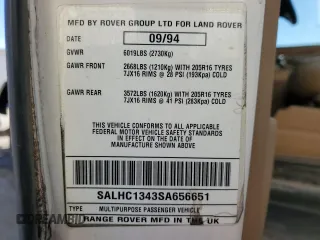 MFD BY ROVER GROUP LTD FOR LAND ROVER
DATE 09/94
GVWR 6019LBS (2730Kg)
GAWR FRONT 2668LBS (1210Kg) WITH 205R16 TYRES
7JX16 RIMS @ 28 PSI (193Kpa) COLD
GAWR REAR 3572LBS (1620Kg) WITH 205R16 TYRES
7JX16 RIMS @ 41 PSI (283Kpa) COLD
THIS VEHICLE CONFORMS TO ALL APPLICABLE
FEDERAL MOTOR VEHICLE SAFETY STANDARDS
IN EFFECT ON THE DATE OF MANUFACTURE
SHOWN ABOVE.
SALHC1343SA656651
TYPE MULTIPURPOSE PASSENGER VEHICLE
RANGE ROVER MFD IN THE UK